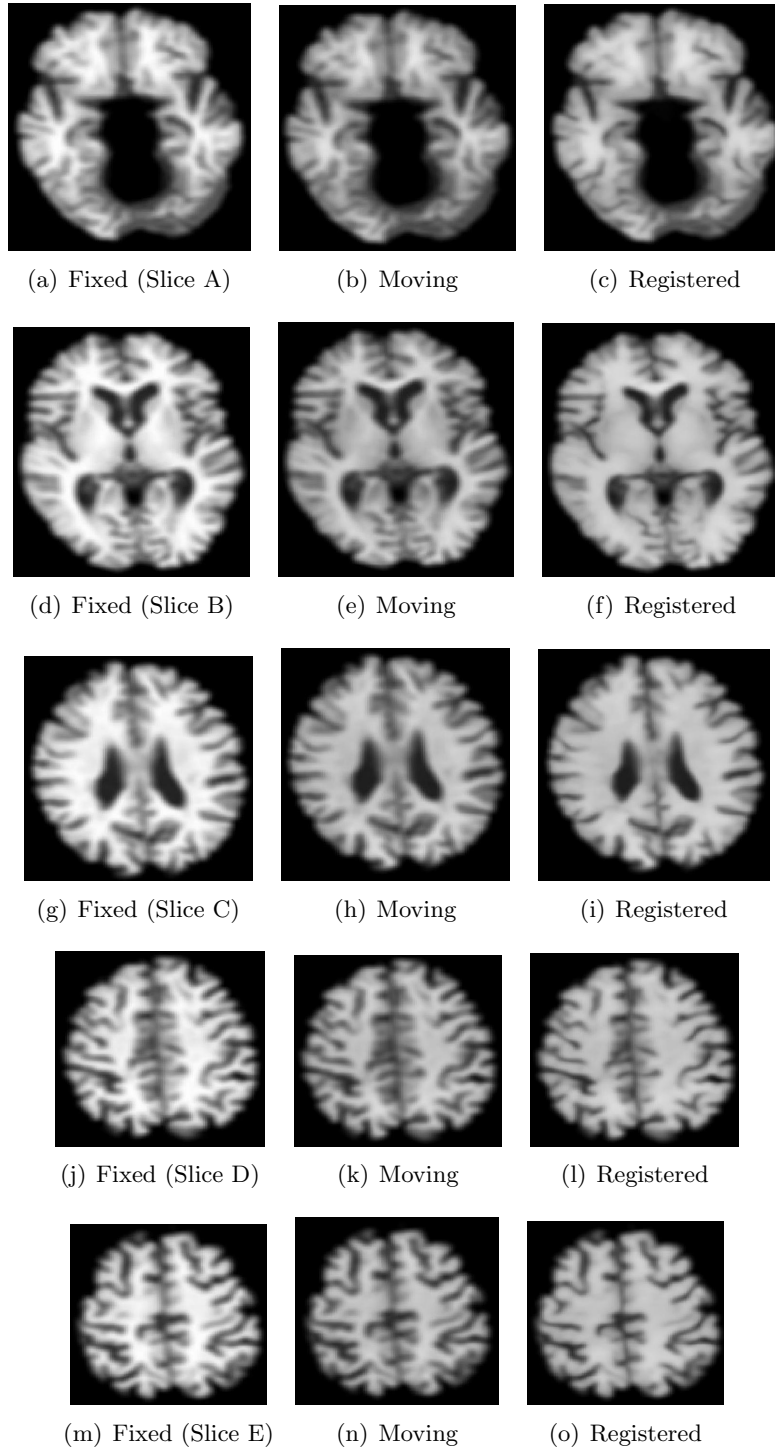 (a) Fixed (Slice A)
(b) Moving
(c) Registered
(d) Fixed (Slice B)
(e) Moving
(f) Registered
(g) Fixed (Slice C)
(h) Moving
(i) Registered
(j) Fixed (Slice D)
(k) Moving
(l) Registered
(m) Fixed (Slice E)
(n) Moving
(o) Registered